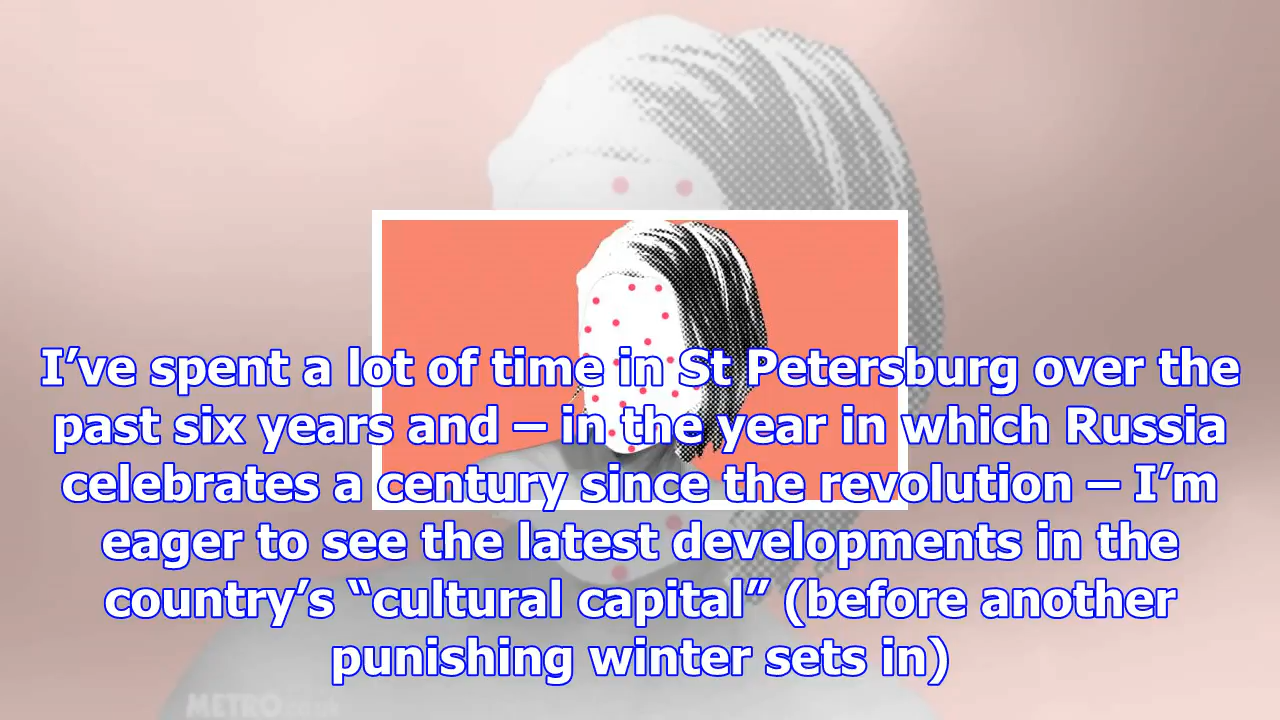 I’ve spent a lot of time in St Petersburg over the
past six years and – in the year in which Russia
celebrates a century since the revolution – I’m
eager to see the latest developments in the
country’s “cultural capital” (before another
punishing winter sets in)
METRO